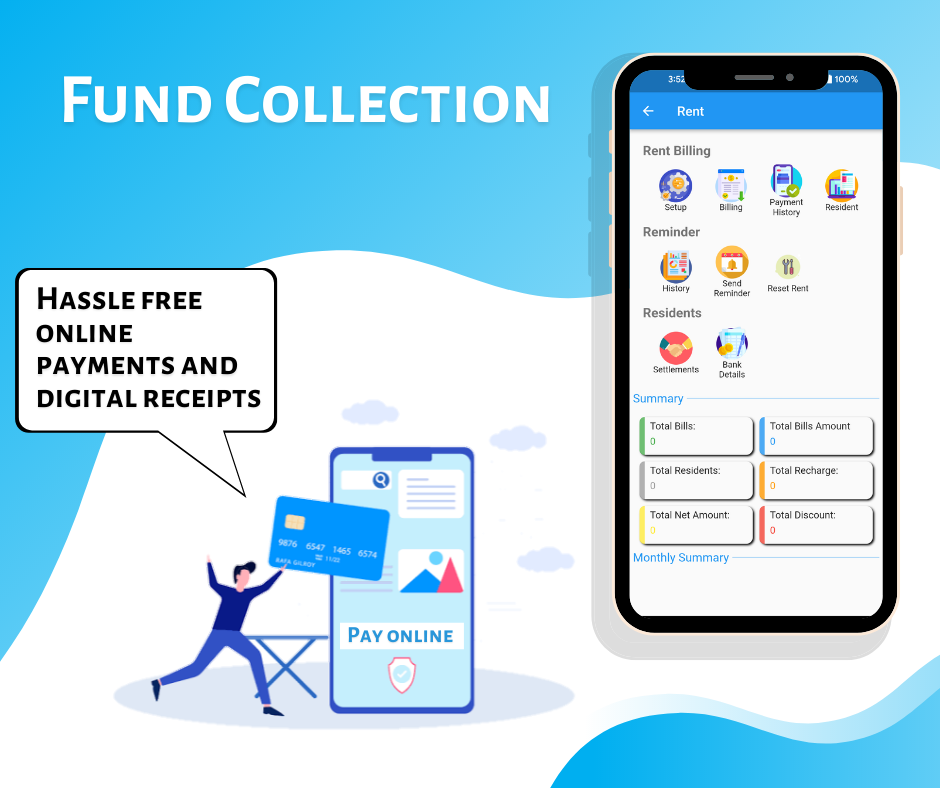 Fund Collection
Hassle free
online
payments and
digital receipts
9876 6547 1465 6574
11/22
RAFA GILROY
Pay online
3:52
100%
Rent
Rent Billing
Setup
Billing
Payment
History
Resident
Reminder
History
Send
Reminder
Reset Rent
Residents
Settlements
Bank
Details
Summary
Total Bills:
0
Total Bills Amount
0
Total Residents:
0
Total Recharge:
0
Total Net Amount:
0
Total Discount:
0
Monthly Summary